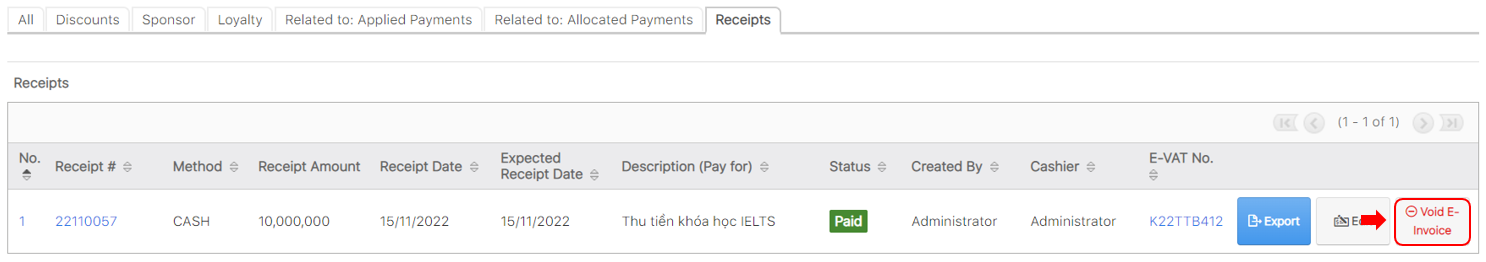 All Discounts Sponsor Loyalty Related to: Applied Payments Related to: Allocated Payments Receipts
Receipts
(1 - 1 of 1)
No. Receipt # Method Receipt Amount Receipt Date Expected Receipt Date Description (Pay for) Status Created By Cashier E-VAT No.
1 22110057 CASH 10,000,000 15/11/2022 15/11/2022 Thu tiền khóa học IELTS Paid Administrator Administrator K22TTB412 Export Void E-
Invoice